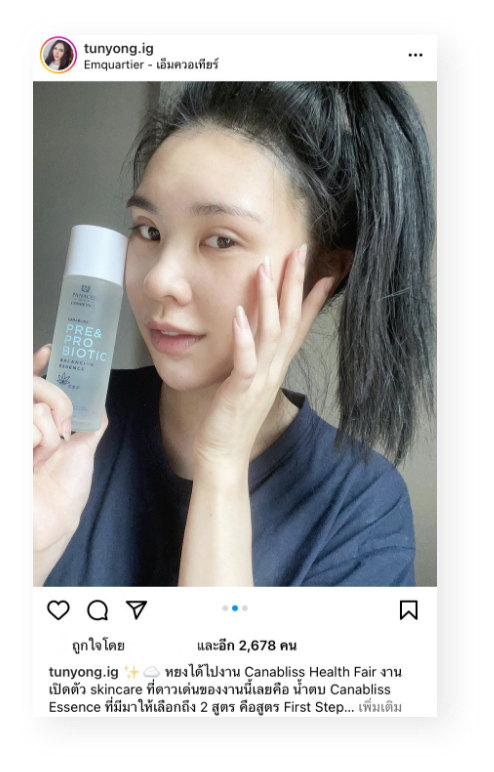 tunyong.ig
Emquartier - เอ็มควอเทียร์
PANACEE
COSMETICS
PRE&
PRO
BIOTIC
BALANCING
ESSENCE
ถูกใจโดย และอีก 2,678 คน
tunyong.ig ✨ ☁️ หยงได้ไปงาน Canabliss Health Fair งาน
เปิดตัว skincare ที่ดาวเด่นของงานนี้เลยคือ น้ำตบ Canabliss
Essence ที่มีมาให้เลือกถึง 2 สูตร คือสูตร First Step... เพิ่มเติม